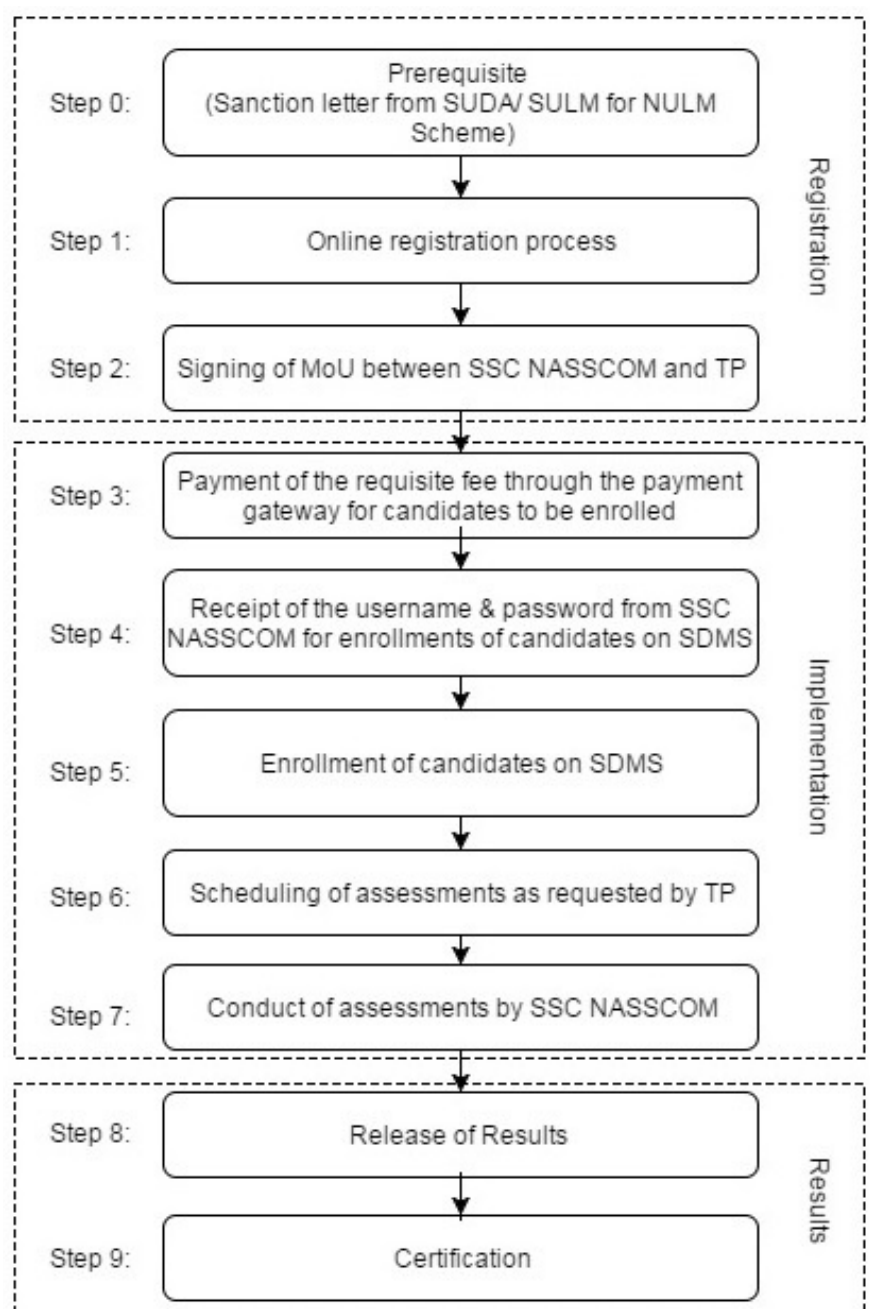 Step 0:
Prerequisite
(Sanction letter from SUDA/ SULM for NULM
Scheme)
Registration
Step 1:
Online registration process
Step 2:
Signing of MoU between SSC NASSCOM and TP
Step 3:
Payment of the requisite fee through the payment
gateway for candidates to be enrolled
Step 4:
Receipt of the username & password from SSC
NASSCOM for enrollments of candidates on SDMS
Implementation
Step 5:
Enrollment of candidates on SDMS
Step 6:
Scheduling of assessments as requested by TP
Step 7:
Conduct of assessments by SSC NASSCOM
Step 8:
Release of Results
Results
Step 9:
Certification